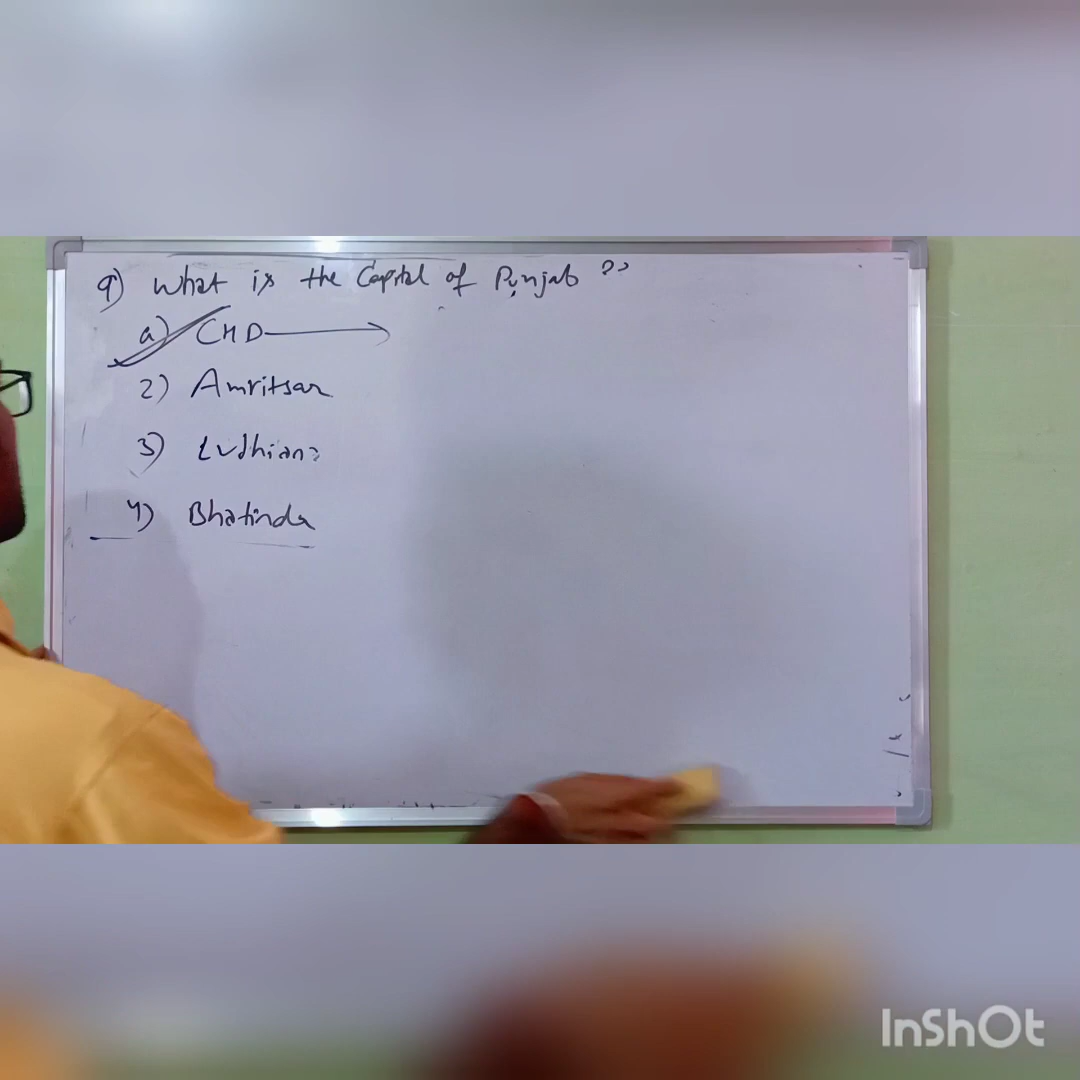 q) What is the Capital of Punjab ??
a) CHD
2) Amritsar
3) Ludhiana
4) Bhatinda
InShOt